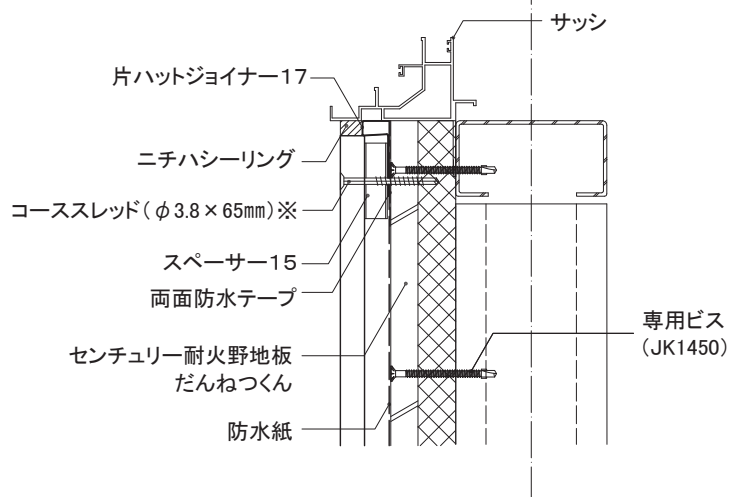 サッシ
片ハットジョイナー17
ニチハシーリング
コーススレッド(φ3.8×65㎜)※
スペーサー15
両面防水テープ
センチュリー耐火野地板
だんねつくん
防水紙
専用ビス
(JK1450)